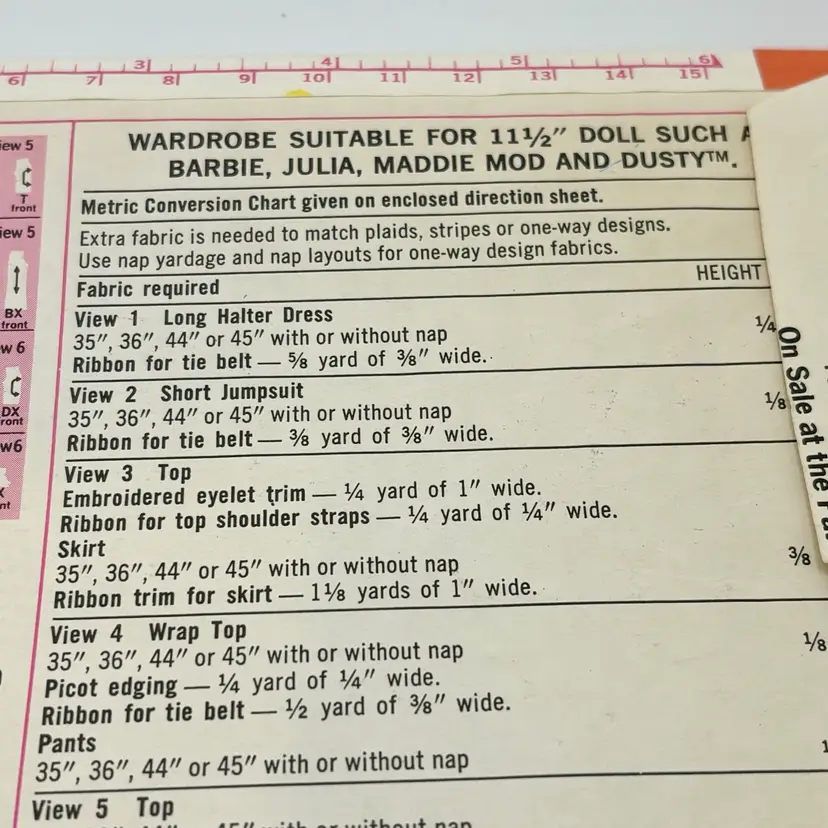 3 4 5 6
6 7 8 9 10 11 12 13 14 15
iew 5
T
front
iew 5
BX
front
w 6
DX
ront
w6
nt
WARDROBE SUITABLE FOR 11½″ DOLL SUCH A
BARBIE, JULIA, MADDIE MOD AND DUSTY™.
Metric Conversion Chart given on enclosed direction sheet.
Extra fabric is needed to match plaids, stripes or one-way designs.
Use nap yardage and nap layouts for one-way design fabrics.
Fabric required HEIGHT
View 1 Long Halter Dress
35″, 36″, 44″ or 45″ with or without nap ¼
Ribbon for tie belt — ⅝ yard of ⅜″ wide.
View 2 Short Jumpsuit
35″, 36″, 44″ or 45″ with or without nap ⅛
Ribbon for tie belt — ⅜ yard of ⅜″ wide.
View 3 Top
Embroidered eyelet trim — ¼ yard of 1″ wide.
Ribbon for top shoulder straps — ¼ yard of ¼″ wide.
Skirt
35″, 36″, 44″ or 45″ with or without nap ⅜
Ribbon trim for skirt — 1⅛ yards of 1″ wide.
View 4 Wrap Top
35″, 36″, 44″ or 45″ with or without nap ⅛
Picot edging — ¼ yard of ¼″ wide.
Ribbon for tie belt — ½ yard of ⅜″ wide.
Pants
35″, 36″, 44″ or 45″ with or without nap
View 5 Top
45″ with or without nap
On Sale at the